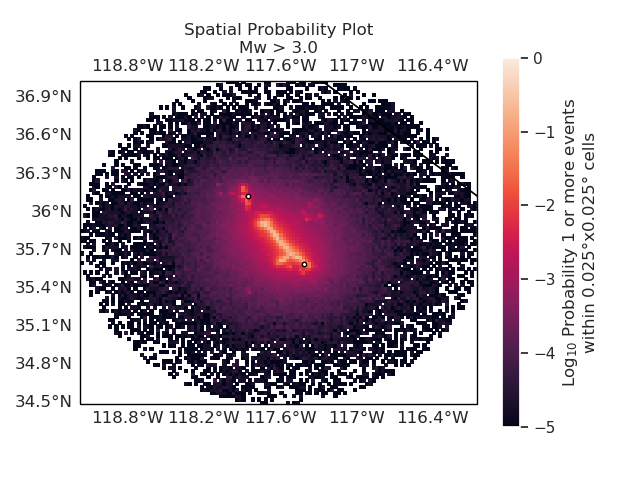 Spatial Probability Plot
Mw > 3.0
118.8°W 118.2°W 117.6°W 117°W 116.4°W
36.9°N
36.6°N
36.3°N
36°N
35.7°N
35.4°N
35.1°N
34.8°N
34.5°N
118.8°W 118.2°W 117.6°W 117°W 116.4°W
0
−1
−2
−3
−4
−5
Log₁₀ Probability 1 or more events
within 0.025°x0.025° cells